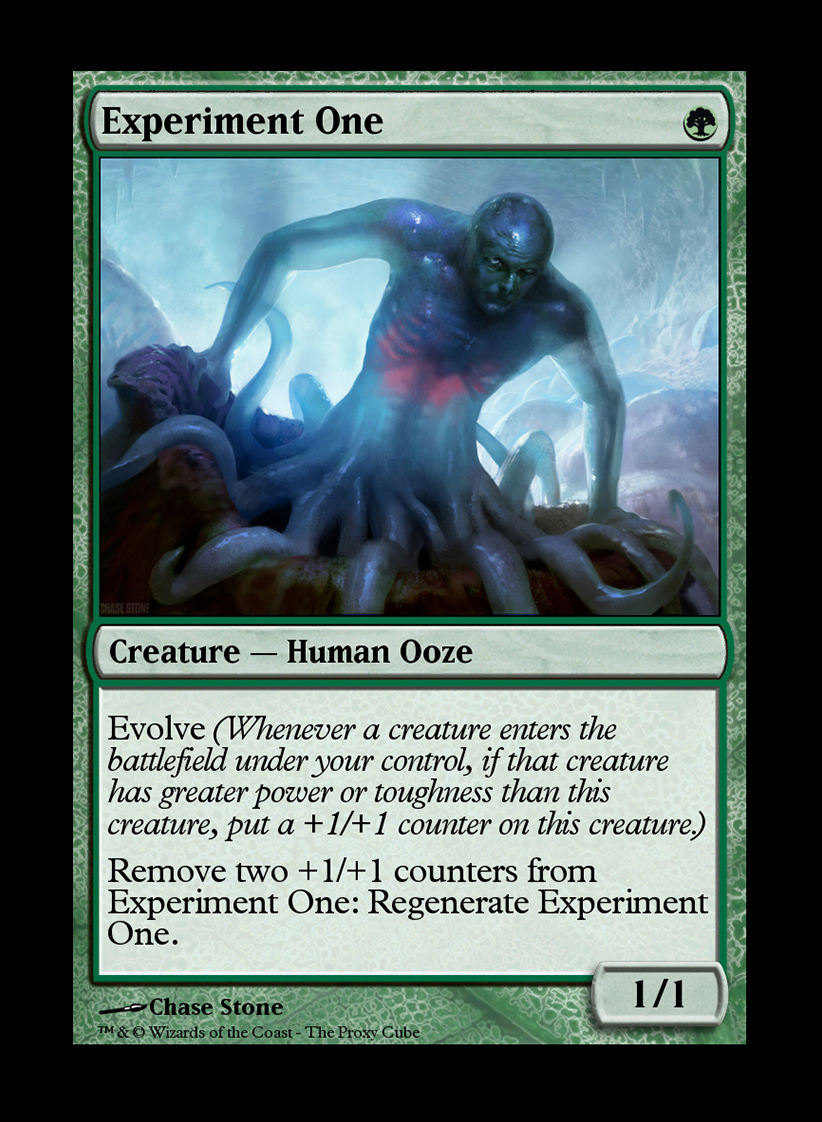 Experiment One
CHASE STONE
Creature — Human Ooze
Evolve (Whenever a creature enters the
battlefield under your control, if that creature
has greater power or toughness than this
creature, put a +1/+1 counter on this creature.)
Remove two +1/+1 counters from
Experiment One: Regenerate Experiment
One.
1/1
Chase Stone
™ & © Wizards of the Coast - The Proxy Cube